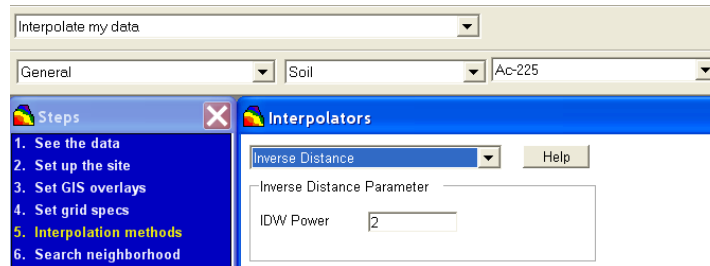 Interpolate my data
General Soil Ac-225
Steps Interpolators
1. See the data
2. Set up the site
3. Set GIS overlays
4. Set grid specs
5. Interpolation methods
6. Search neighborhood
Inverse Distance Help
Inverse Distance Parameter
IDW Power 2